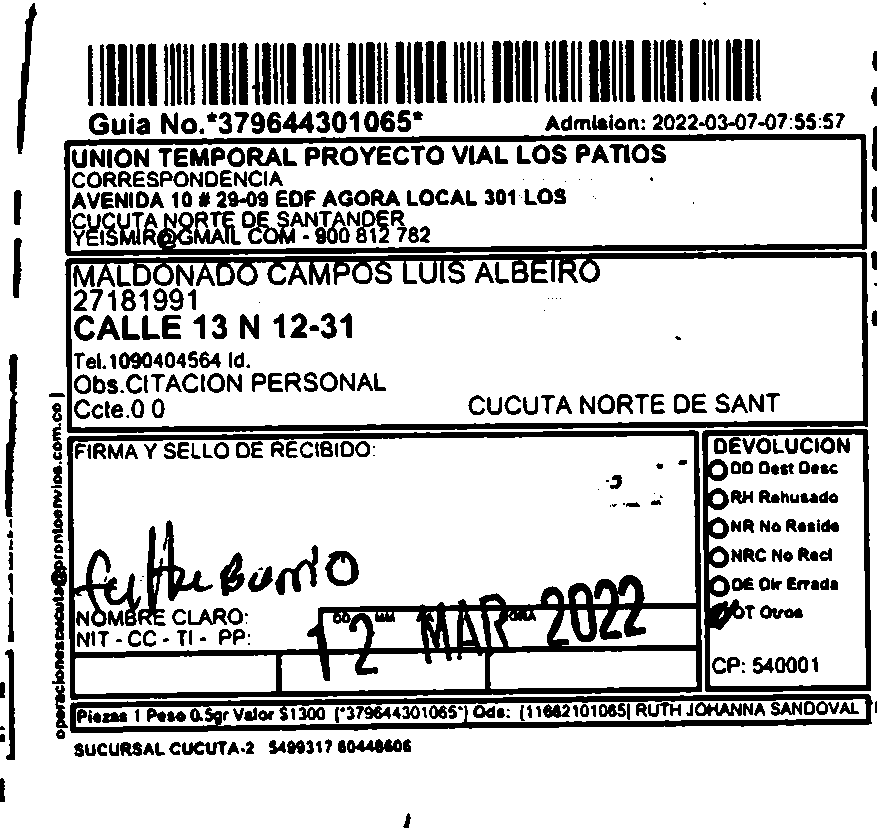 Guia No.*379644301065*
Admision: 2022-03-07-07:55:57
UNION TEMPORAL PROYECTO VIAL LOS PATIOS
CORRESPONDENCIA
AVENIDA 10 # 29-09 EDF AGORA LOCAL 301 LOS
CUCUTA NORTE DE SANTANDER
YEISMIR@GMAIL COM - 900 812 782
MALDONADO CAMPOS LUIS ALBEIRO
27181991
CALLE 13 N 12-31
Tel.1090404564 Id.
Obs.CITACION PERSONAL
Ccte.0 0
CUCUTA NORTE DE SANT
operacionescucuta@prontoenvios.com.co |
FIRMA Y SELLO DE RECIBIDO:
Barrio
NOMBRE CLARO:
NIT - CC - TI - PP:
DD MM
12 MAR 2022
DEVOLUCION
DD Dest Desc
RH Rehusado
NR No Reside
NRC No Recl
DE Dir Errada
OT Otros
CP: 540001
Piezas 1 Peso 0.5gr Valor $1300 (*379644301065*) Ods: (11662101065| RUTH JOHANNA SANDOVAL
SUCURSAL CUCUTA-2 5499317 60448606